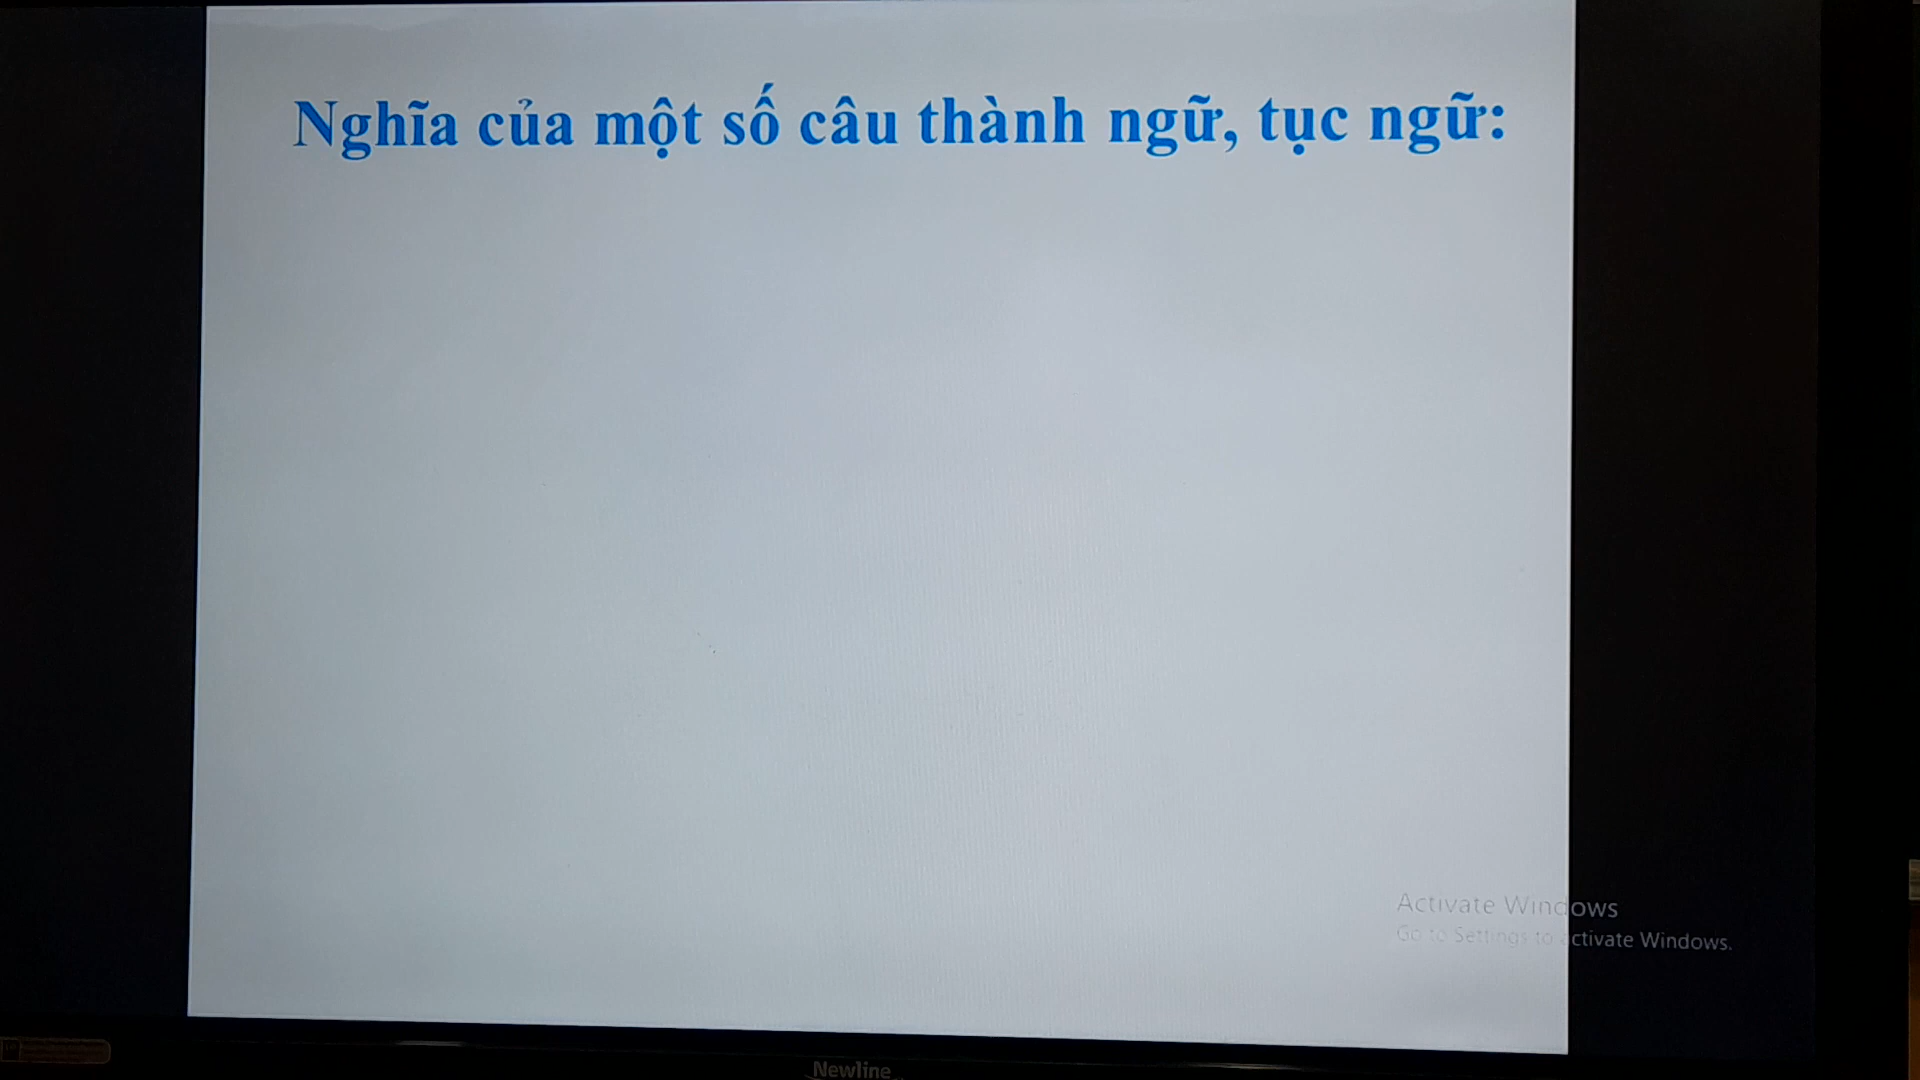 Nghĩa của một số câu thành ngữ, tục ngữ:
Activate Windows
Go to Settings to activate Windows.
Newline